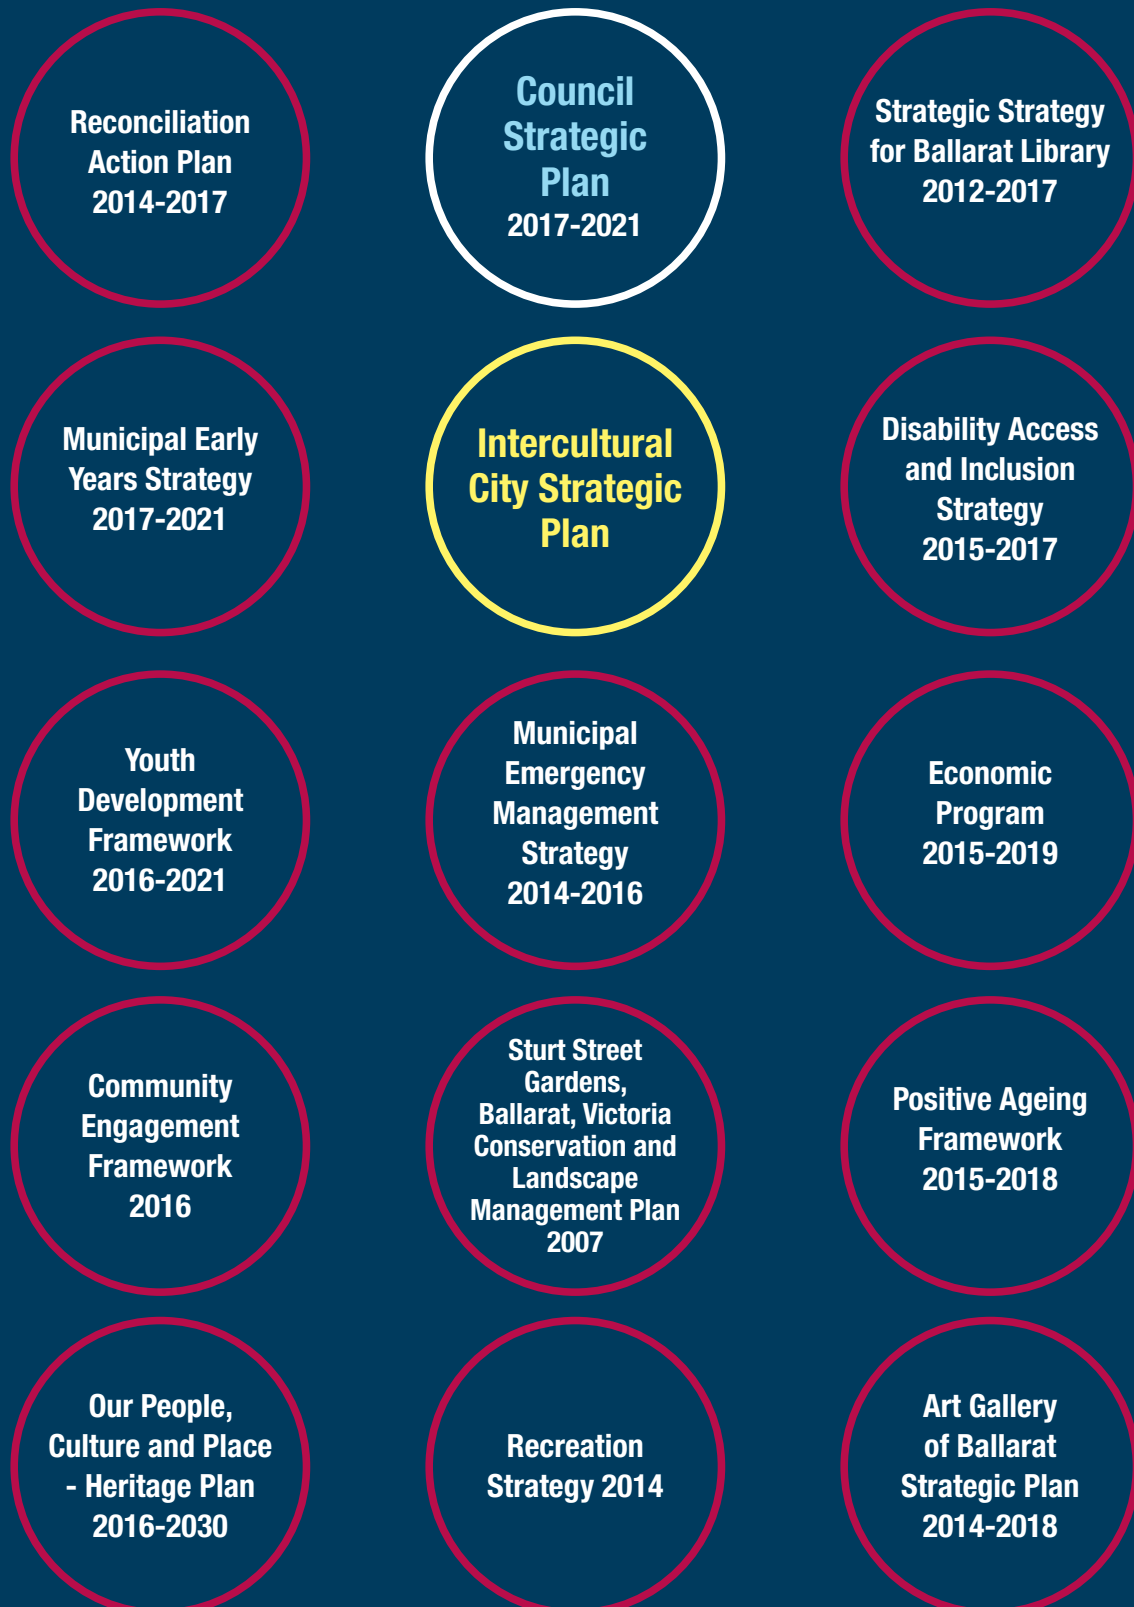 Reconciliation
Action Plan
2014-2017
Council
Strategic
Plan
2017-2021
Strategic Strategy
for Ballarat Library
2012-2017
Municipal Early
Years Strategy
2017-2021
Intercultural
City Strategic
Plan
Disability Access
and Inclusion
Strategy
2015-2017
Youth
Development
Framework
2016-2021
Municipal
Emergency
Management
Strategy
2014-2016
Economic
Program
2015-2019
Community
Engagement
Framework
2016
Sturt Street
Gardens,
Ballarat, Victoria
Conservation and
Landscape
Management Plan
2007
Positive Ageing
Framework
2015-2018
Our People,
Culture and Place
- Heritage Plan
2016-2030
Recreation
Strategy 2014
Art Gallery
of Ballarat
Strategic Plan
2014-2018